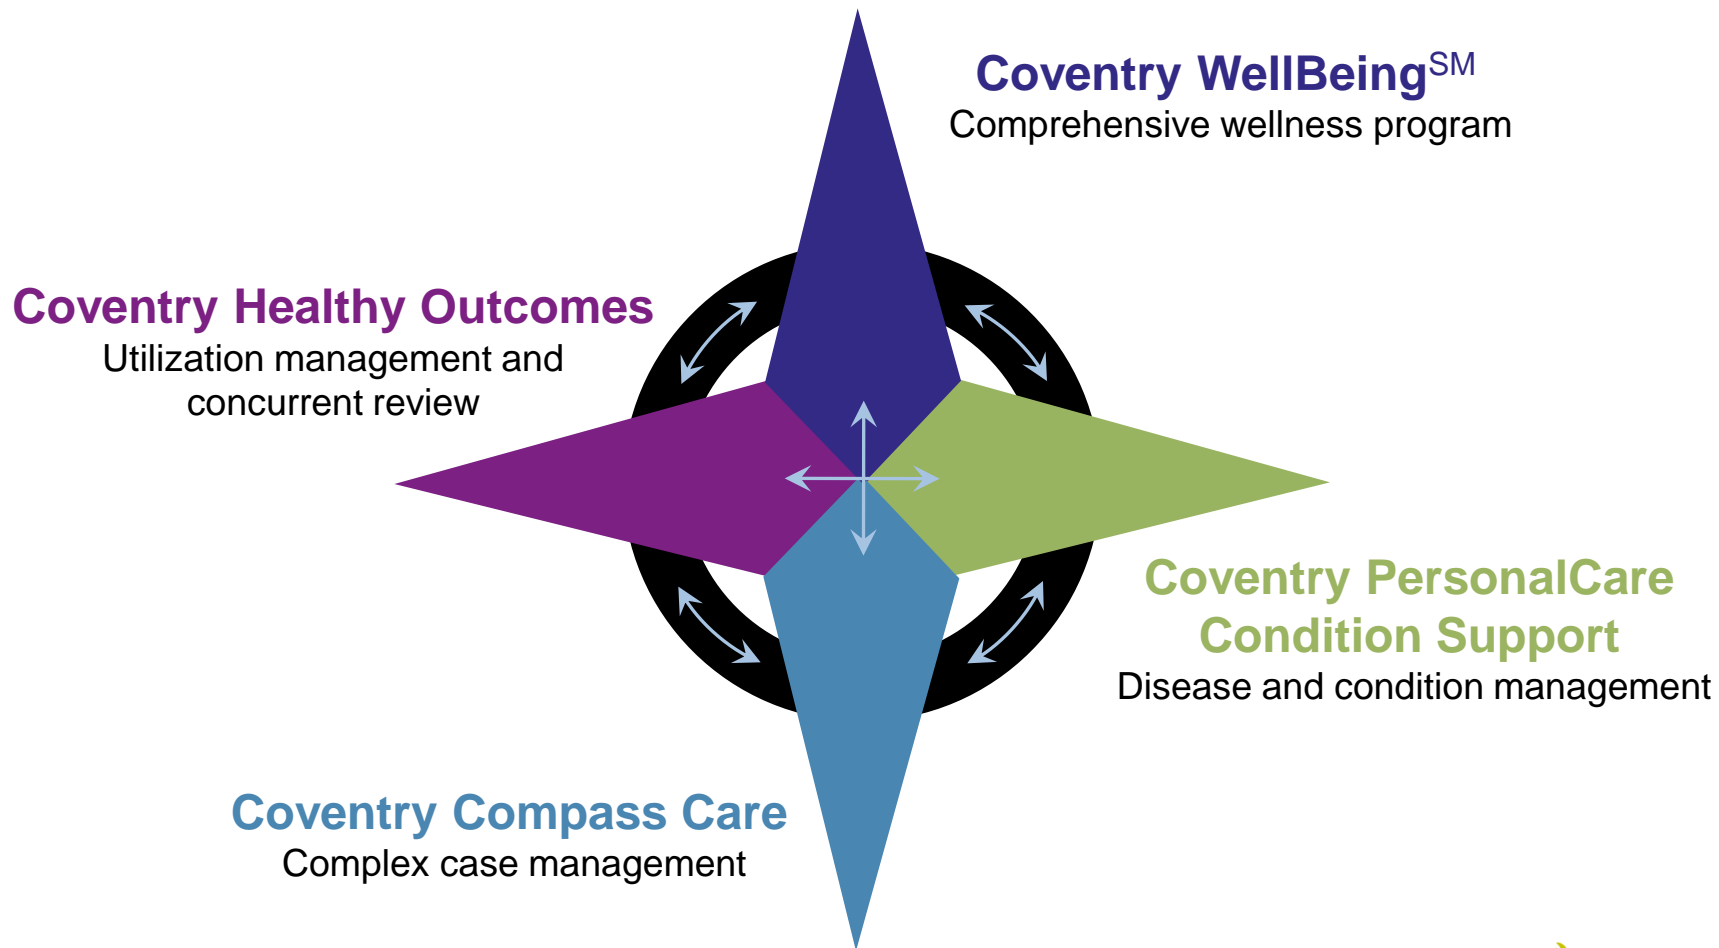 Coventry WellBeing℠
Comprehensive wellness program
Coventry Healthy Outcomes
Utilization management and
concurrent review
Coventry PersonalCare
Condition Support
Disease and condition management
Coventry Compass Care
Complex case management